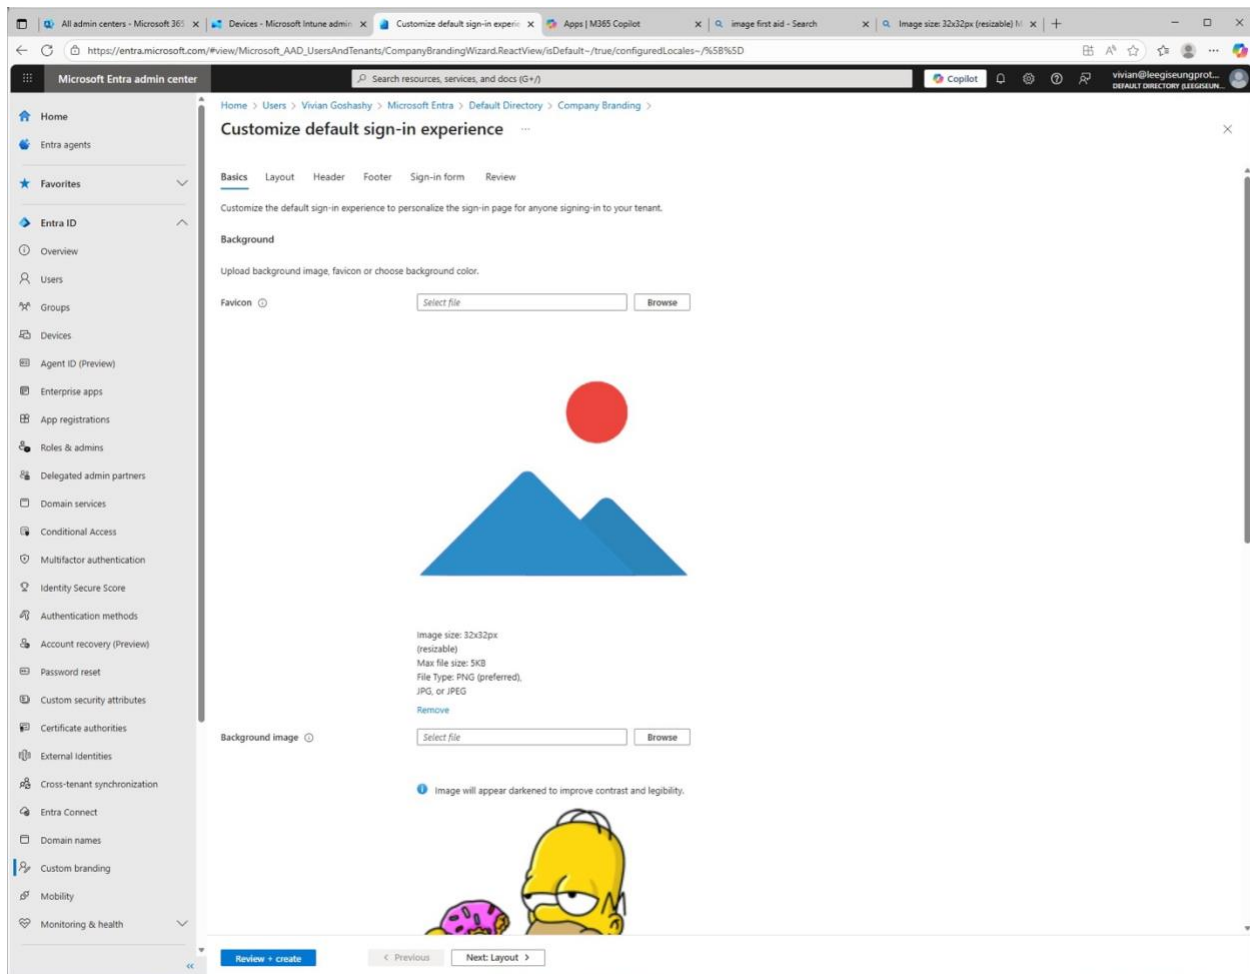 All admin centers - Microsoft 365
Devices - Microsoft Intune admin
Customize default sign-in experie
Apps | M365 Copilot
image first aid - Search
Image size: 32x32px (resizable) M
https://entra.microsoft.com/#view/Microsoft_AAD_UsersAndTenants/CompanyBrandingWizard.ReactView/isDefault~/true/configuredLocales~/%5B%5D
Microsoft Entra admin center
Search resources, services, and docs (G+/)
Copilot
vivian@leegiseungprot...
DEFAULT DIRECTORY (LEEGISEUN...
Home > Users > Vivian Goshashy > Microsoft Entra > Default Directory > Company Branding >
Customize default sign-in experience ...
Home
Entra agents
Favorites
Entra ID
Overview
Users
Groups
Devices
Agent ID (Preview)
Enterprise apps
App registrations
Roles & admins
Delegated admin partners
Domain services
Conditional Access
Multifactor authentication
Identity Secure Score
Authentication methods
Account recovery (Preview)
Password reset
Custom security attributes
Certificate authorities
External Identities
Cross-tenant synchronization
Entra Connect
Domain names
Custom branding
Mobility
Monitoring & health
Basics Layout Header Footer Sign-in form Review
Customize the default sign-in experience to personalize the sign-in page for anyone signing-in to your tenant.
Background
Upload background image, favicon or choose background color.
Favicon Select file Browse
Image size: 32x32px
(resizable)
Max file size: 5KB
File Type: PNG (preferred),
JPG, or JPEG
Remove
Background image Select file Browse
Image will appear darkened to improve contrast and legibility.
Review + create < Previous Next: Layout >